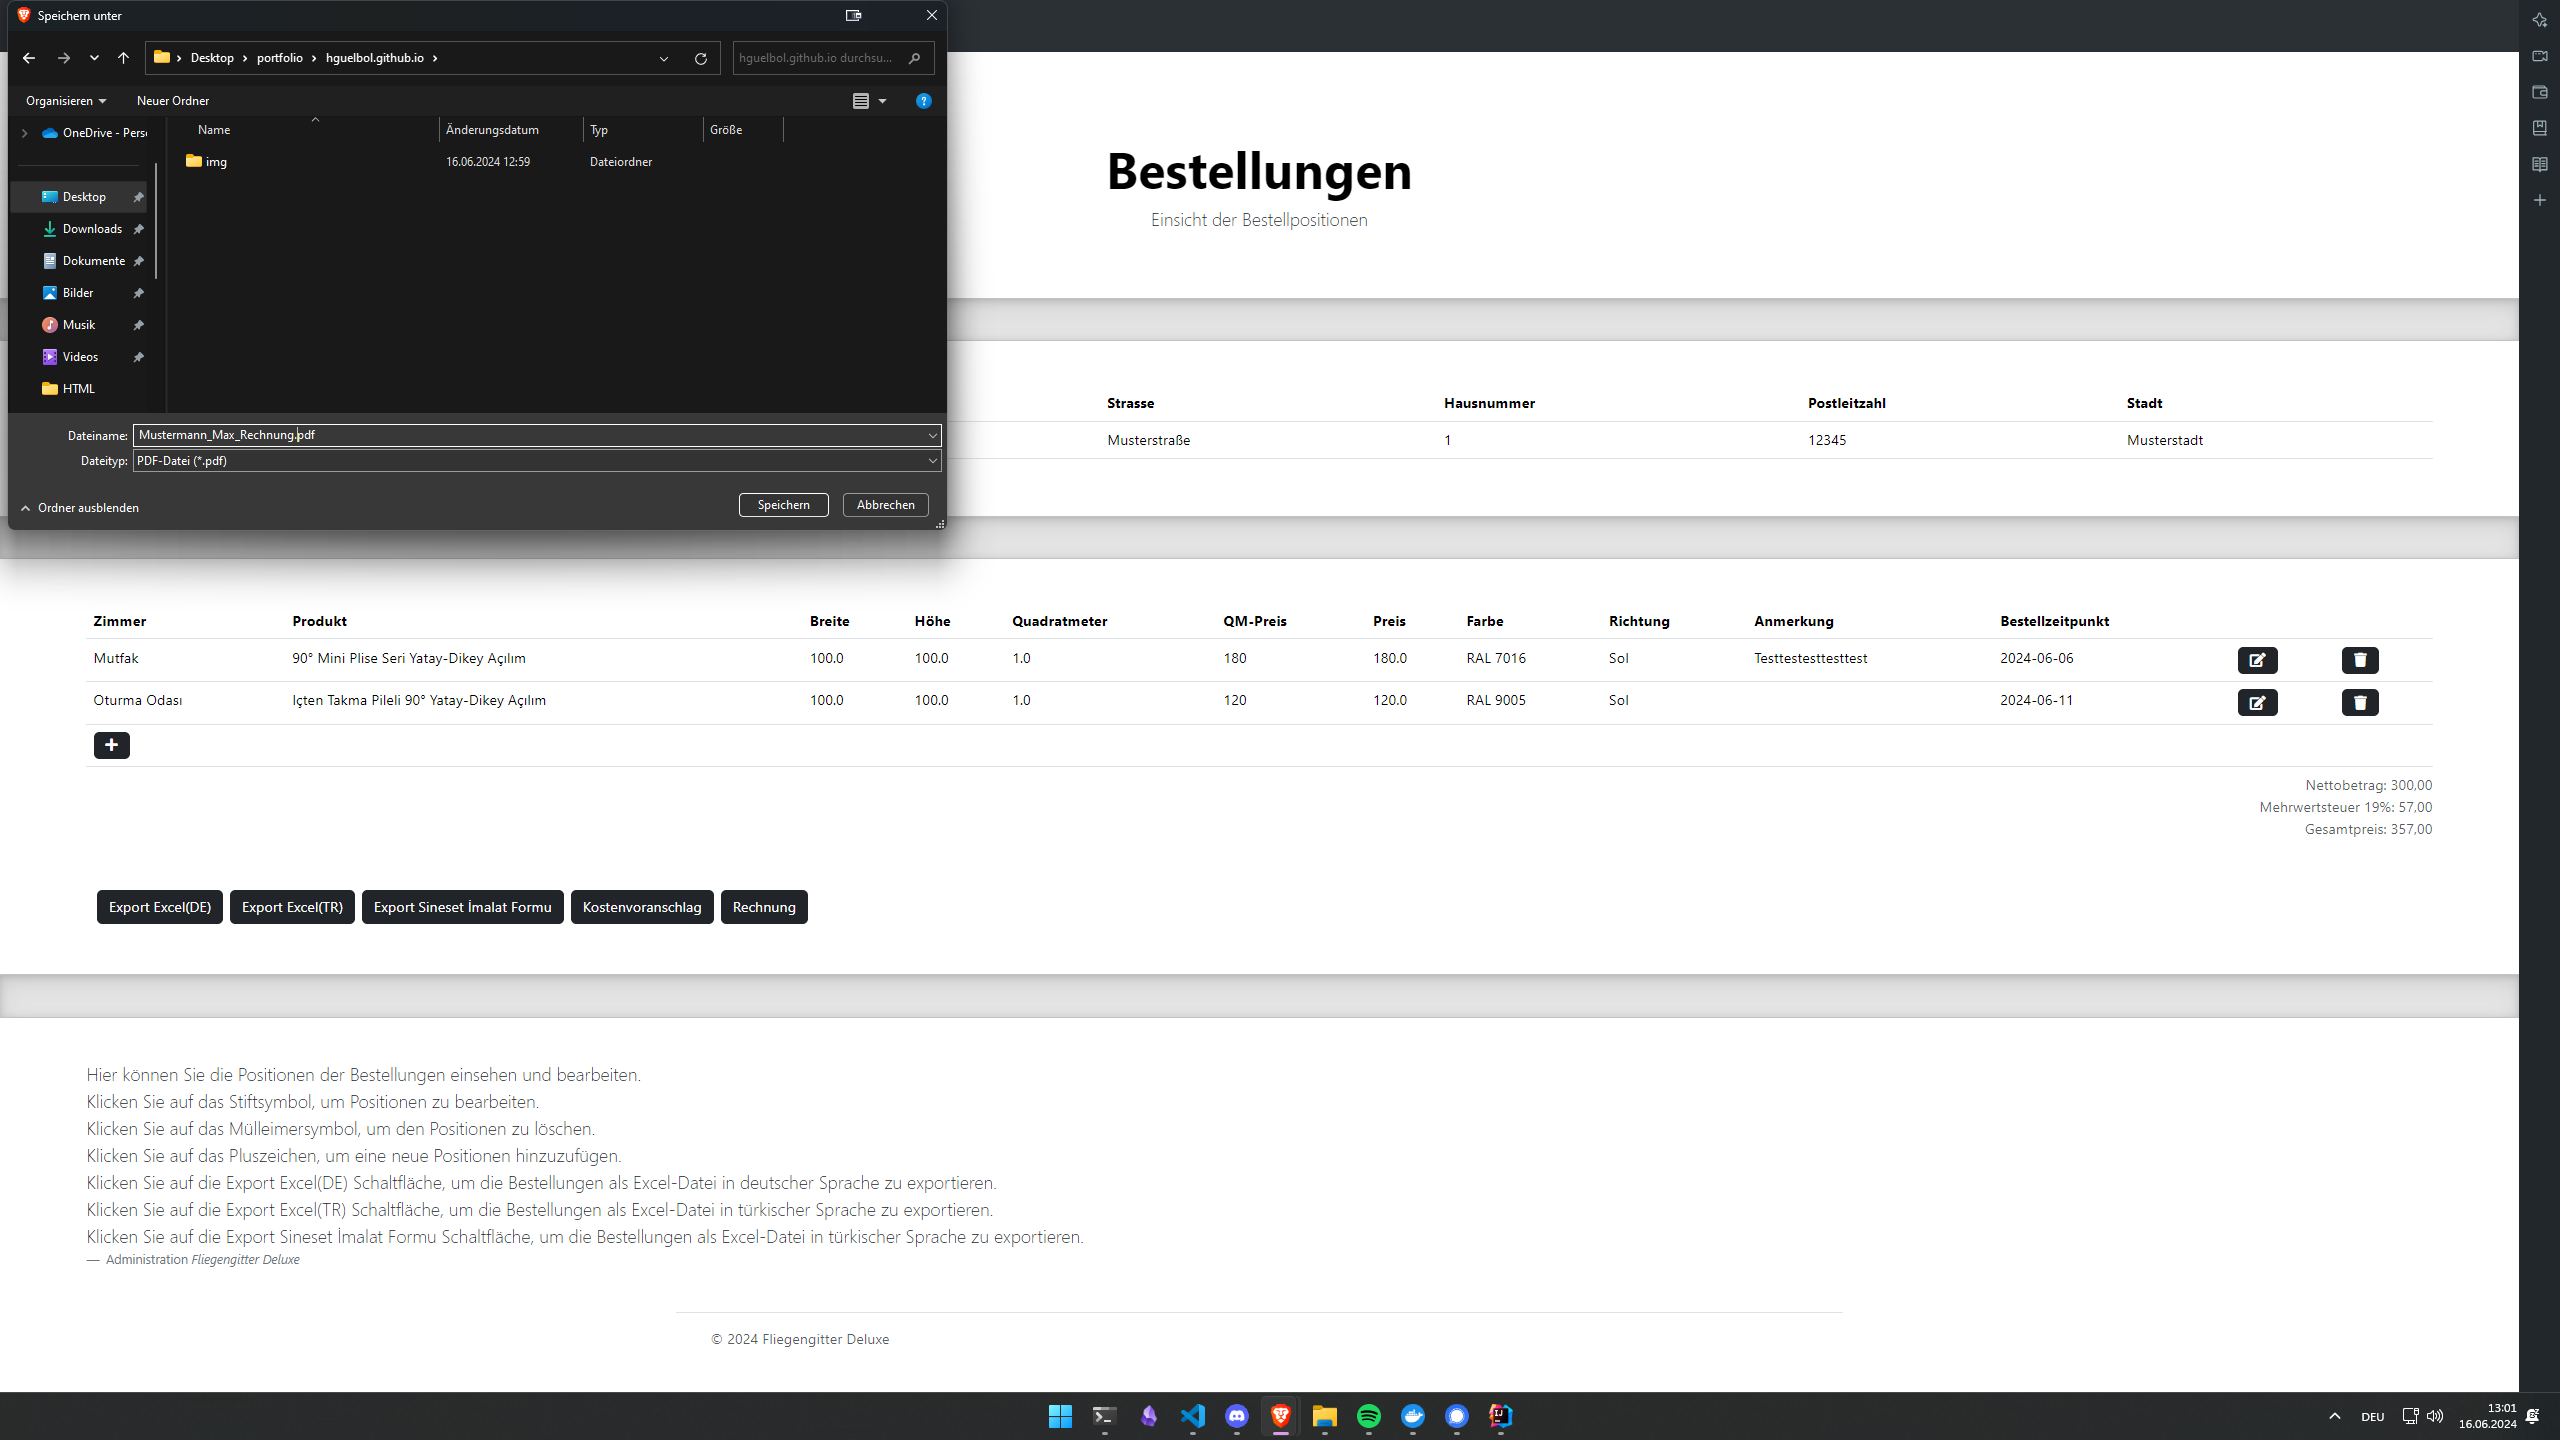 Speichern unter
Desktop > portfolio > hguelbol.github.io >
hguelbol.github.io durchsu...
Organisieren
Neuer Ordner
OneDrive - Pers
Name
Änderungsdatum
Typ
Größe
img
16.06.2024 12:59
Dateiordner
Desktop
Downloads
Dokumente
Bilder
Musik
Videos
HTML
Dateiname:
Mustermann_Max_Rechnung.pdf
Dateityp:
PDF-Datei (*.pdf)
Ordner ausblenden
Speichern
Abbrechen
Bestellungen
Einsicht der Bestellpositionen
Strasse Hausnummer Postleitzahl Stadt
Musterstraße 1 12345 Musterstadt
Zimmer Produkt Breite Höhe Quadratmeter QM-Preis Preis Farbe Richtung Anmerkung Bestellzeitpunkt
Mutfak 90° Mini Plise Seri Yatay-Dikey Açılım 100.0 100.0 1.0 180 180.0 RAL 7016 Sol Testtestesttesttest 2024-06-06
Oturma Odası Içten Takma Pileli 90° Yatay-Dikey Açılım 100.0 100.0 1.0 120 120.0 RAL 9005 Sol 2024-06-11
Nettobetrag: 300,00
Mehrwertsteuer 19%: 57,00
Gesamtpreis: 357,00
Export Excel(DE)
Export Excel(TR)
Export Sineset İmalat Formu
Kostenvoranschlag
Rechnung
Hier können Sie die Positionen der Bestellungen einsehen und bearbeiten.
Klicken Sie auf das Stiftsymbol, um Positionen zu bearbeiten.
Klicken Sie auf das Mülleimersymbol, um den Positionen zu löschen.
Klicken Sie auf das Pluszeichen, um eine neue Positionen hinzuzufügen.
Klicken Sie auf die Export Excel(DE) Schaltfläche, um die Bestellungen als Excel-Datei in deutscher Sprache zu exportieren.
Klicken Sie auf die Export Excel(TR) Schaltfläche, um die Bestellungen als Excel-Datei in türkischer Sprache zu exportieren.
Klicken Sie auf die Export Sineset İmalat Formu Schaltfläche, um die Bestellungen als Excel-Datei in türkischer Sprache zu exportieren.
— Administration Fliegengitter Deluxe
© 2024 Fliegengitter Deluxe
DEU
13:01
16.06.2024